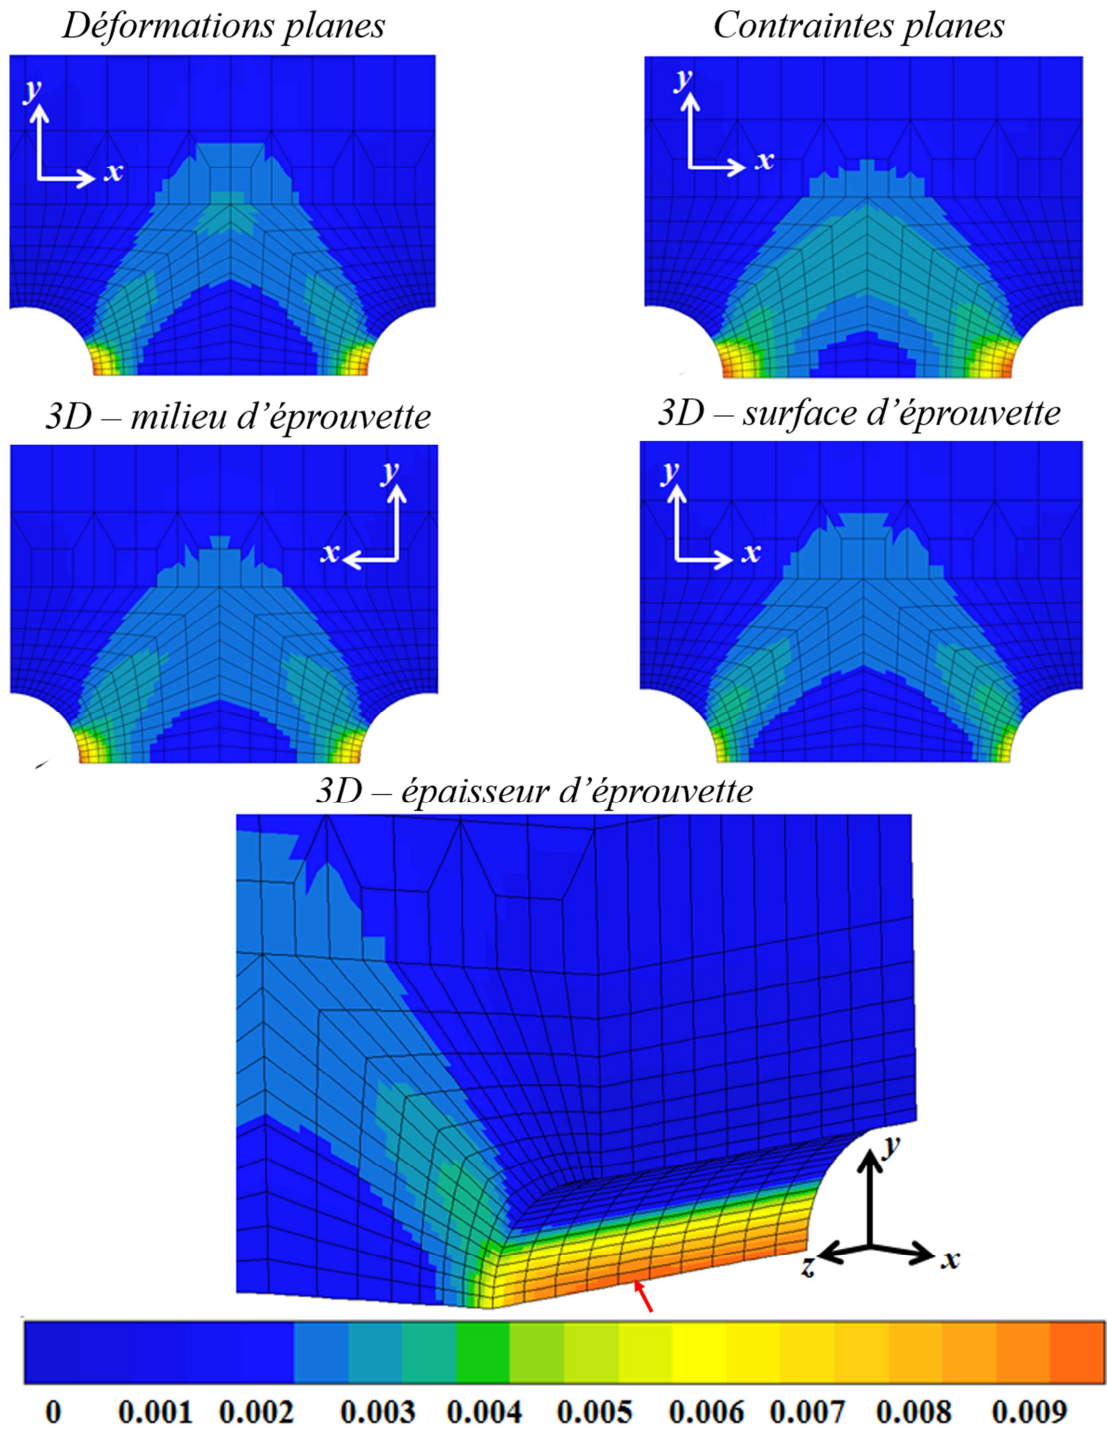 Déformations planes
Contraintes planes
y
x
y
x
3D – milieu d’éprouvette
3D – surface d’éprouvette
y
x
y
x
3D – épaisseur d’éprouvette
y
z
x
0 0.001 0.002 0.003 0.004 0.005 0.006 0.007 0.008 0.009